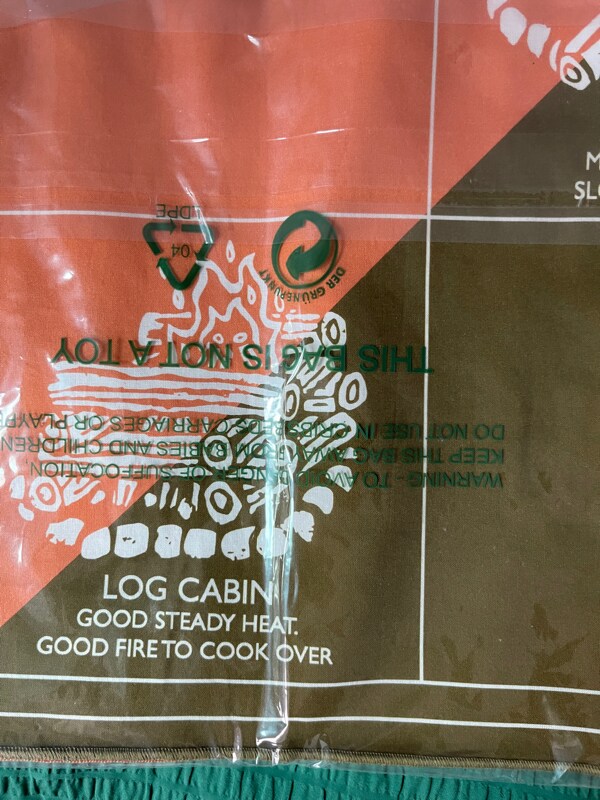 M
SLO
LDPE
04
DER GRÜNE PUNKT
THIS BAG IS NOT A TOY
WARNING - TO AVOID DANGER OF SUFFOCATION,
KEEP THIS BAG AWAY FROM BABIES AND CHILDREN
DO NOT USE IN CRIBS, BEDS, CARRIAGES OR PLAYPE
LOG CABIN
GOOD STEADY HEAT.
GOOD FIRE TO COOK OVER